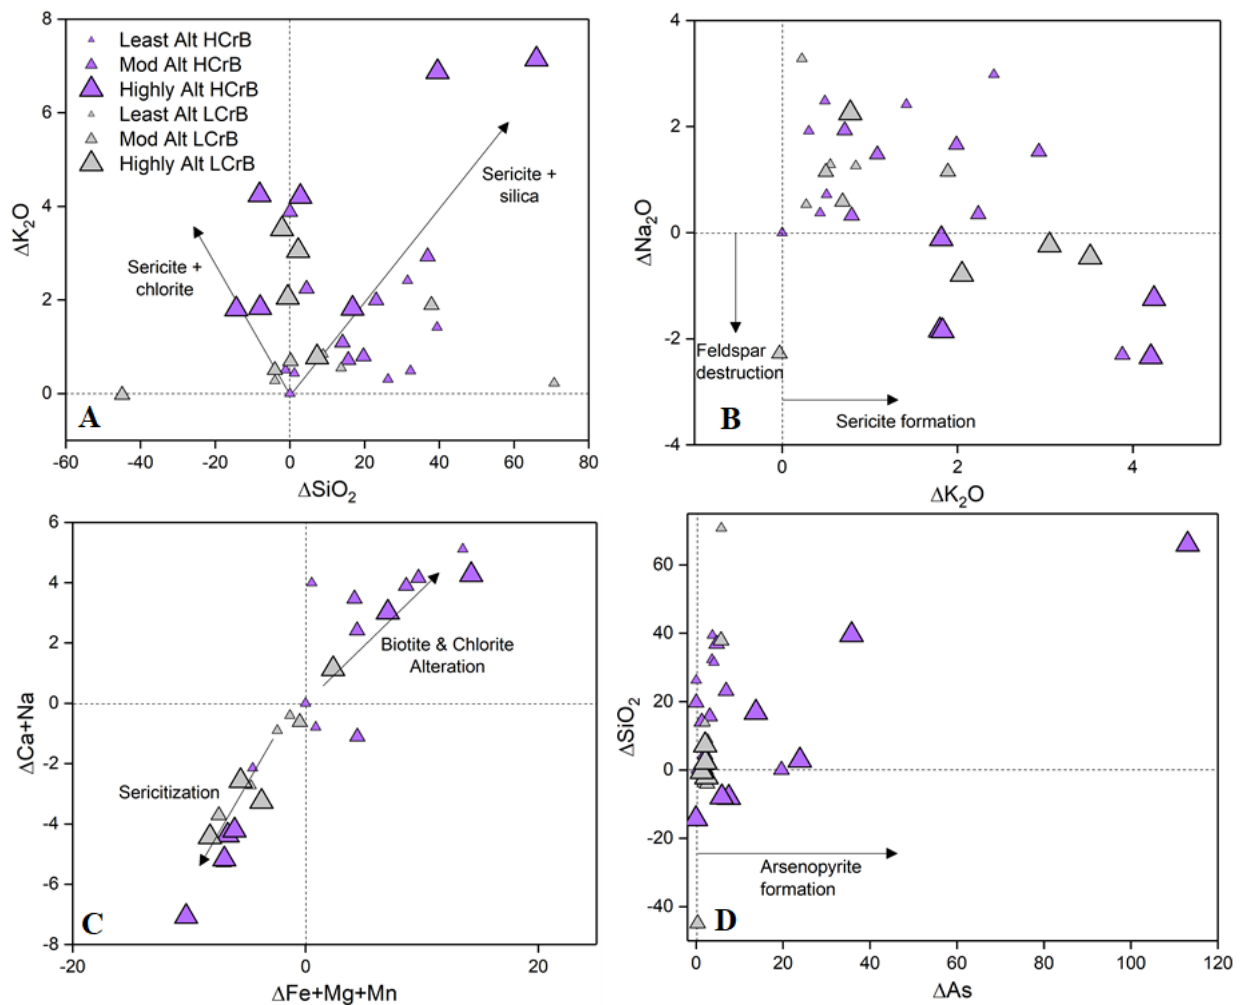 8
6
4
2
0
-60
-40
-20
0
20
40
60
80
ΔK₂O
ΔSiO₂
Least Alt HCrB
Mod Alt HCrB
Highly Alt HCrB
Least Alt LCrB
Mod Alt LCrB
Highly Alt LCrB
Sericite +
silica
Sericite +
chlorite
A
4
2
0
-2
-4
0
2
4
ΔNa₂O
ΔK₂O
Feldspar
destruction
Sericite formation
B
6
4
2
0
-2
-4
-6
-8
-20
0
20
ΔCa+Na
ΔFe+Mg+Mn
Biotite & Chlorite
Alteration
Sericitization
C
60
40
20
0
-20
-40
0
20
40
60
80
100
120
ΔSiO₂
ΔAs
Arsenopyrite
formation
D